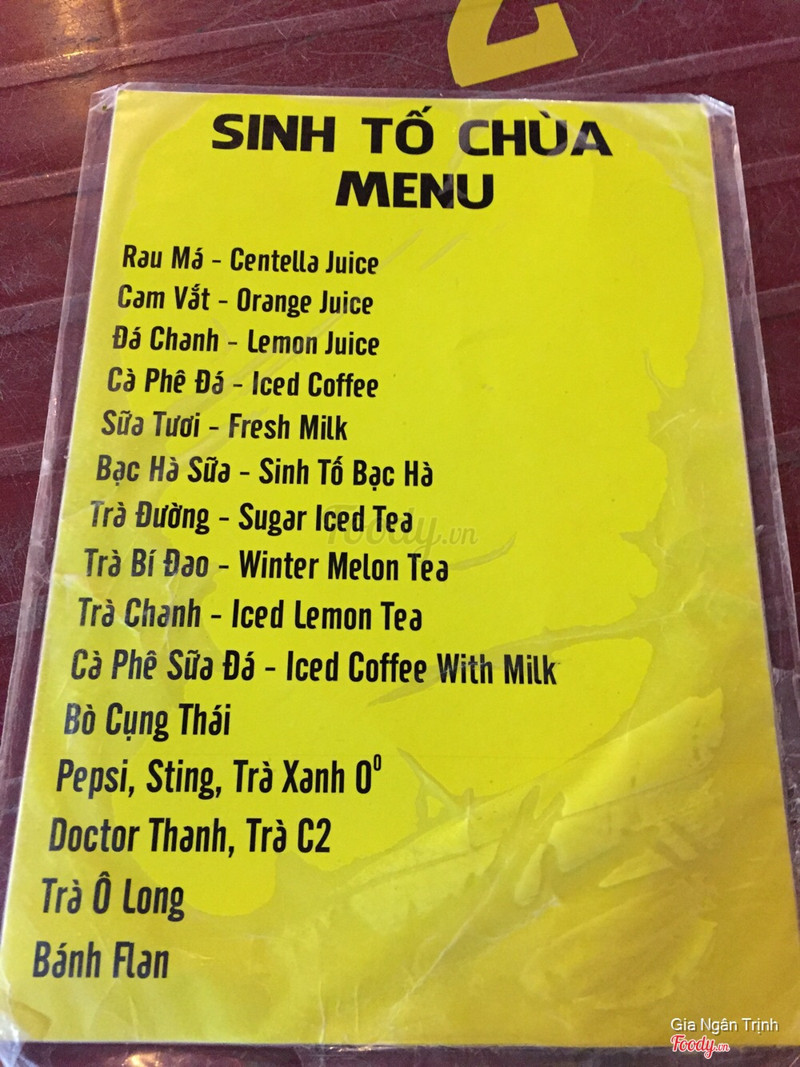 SINH TỐ CHÙA
MENU
Rau Má - Centella Juice
Cam Vắt - Orange Juice
Đá Chanh - Lemon Juice
Cà Phê Đá - Iced Coffee
Sữa Tươi - Fresh Milk
Bạc Hà Sữa - Sinh Tố Bạc Hà
Trà Đường - Sugar Iced Tea
Foody.vn
Trà Bí Đao - Winter Melon Tea
Trà Chanh - Iced Lemon Tea
Cà Phê Sữa Đá - Iced Coffee With Milk
Bò Cụng Thái
Pepsi, Sting, Trà Xanh O⁰
Doctor Thanh, Trà C2
Trà Ô Long
Bánh Flan
Gia Ngân Trịnh
Foody.vn